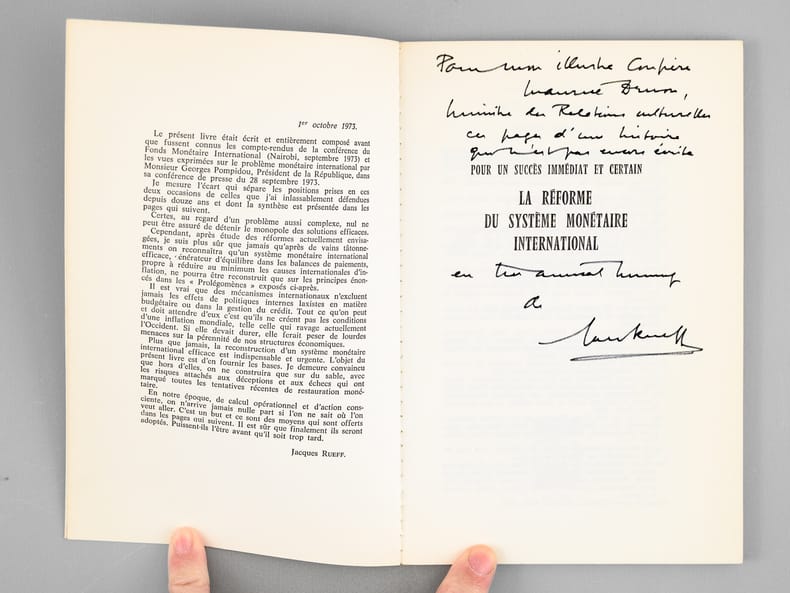 1er octobre 1973.
Le présent livre était écrit et entièrement composé avant
que fussent connus les compte-rendus de la conférence du
Fonds Monétaire International (Nairobi, septembre 1973) et
les vues exprimées sur le problème monétaire international par
Monsieur Georges Pompidou, Président de la République, dans
sa conférence de presse du 28 septembre 1973.
Je mesure l'écart qui sépare les positions prises en ces
deux occasions de celles que j'ai inlassablement défendues
depuis douze ans et dont la synthèse est présentée dans les
pages qui suivent.
Certes, au regard d'un problème aussi complexe, nul ne
peut être assuré de détenir le monopole des solutions efficaces.
Cependant, après étude des réformes actuellement envisa-
gées, je suis plus sûr que jamais qu'après de vains tâtonne-
ments on reconnaîtra qu'un système monétaire international
efficace, énérateur d'équilibre dans les balances de paiements,
propre à réduire au minimum les causes internationales d'in-
flation, ne pourra être reconstruit que sur les principes énon-
cés dans les « Prolégomènes » exposés ci-après.
Il est vrai que des mécanismes internationaux n'excluent
jamais les effets de politiques internes laxistes en matière
budgétaire ou dans la gestion du crédit. Tout ce qu'on peut
et doit attendre d'eux c'est qu'ils ne créent pas les conditions
d'une inflation mondiale, telle celle qui ravage actuellement
l'Occident. Si elle devait durer, elle ferait peser de lourdes
menaces sur la pérennité de nos structures économiques.
Plus que jamais, la reconstruction d'un système monétaire
international efficace est indispensable et urgente. L'objet du
présent livre est d'en fournir les bases. Je demeure convaincu
que hors d'elles, on ne construira que sur du sable, avec
les risques attachés aux déceptions et aux échecs qui ont
marqué toutes les tentatives récentes de restauration moné-
taire.
En notre époque, de calcul opérationnel et d'action cons-
ciente, on n'arrive jamais nulle part si l'on ne sait où l'on
veut aller. C'est un but et ce sont des moyens qui sont offerts
dans les pages qui suivent. Il est sûr que finalement ils seront
adoptés. Puissent-ils l'être avant qu'il soit trop tard.
Jacques RUEFF.
Pour mon illustre Confrère
Maurice Druon,
Ministre des Relations culturelles
ces pages d'une histoire
qui n'est pas encore écrite
POUR UN SUCCÈS IMMÉDIAT ET CERTAIN
LA RÉFORME
DU SYSTÈME MONÉTAIRE
INTERNATIONAL
en très amical hommage
de